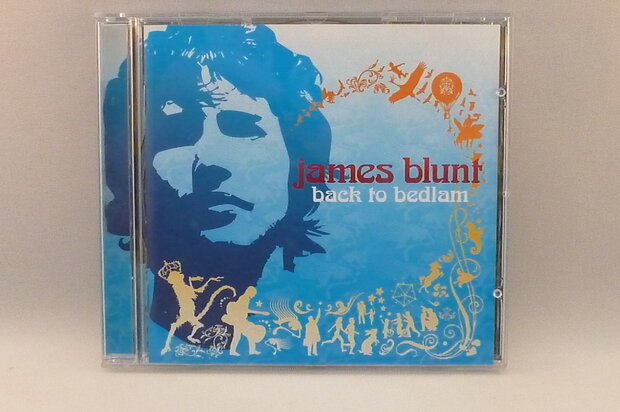 james blunt
back to bedlam